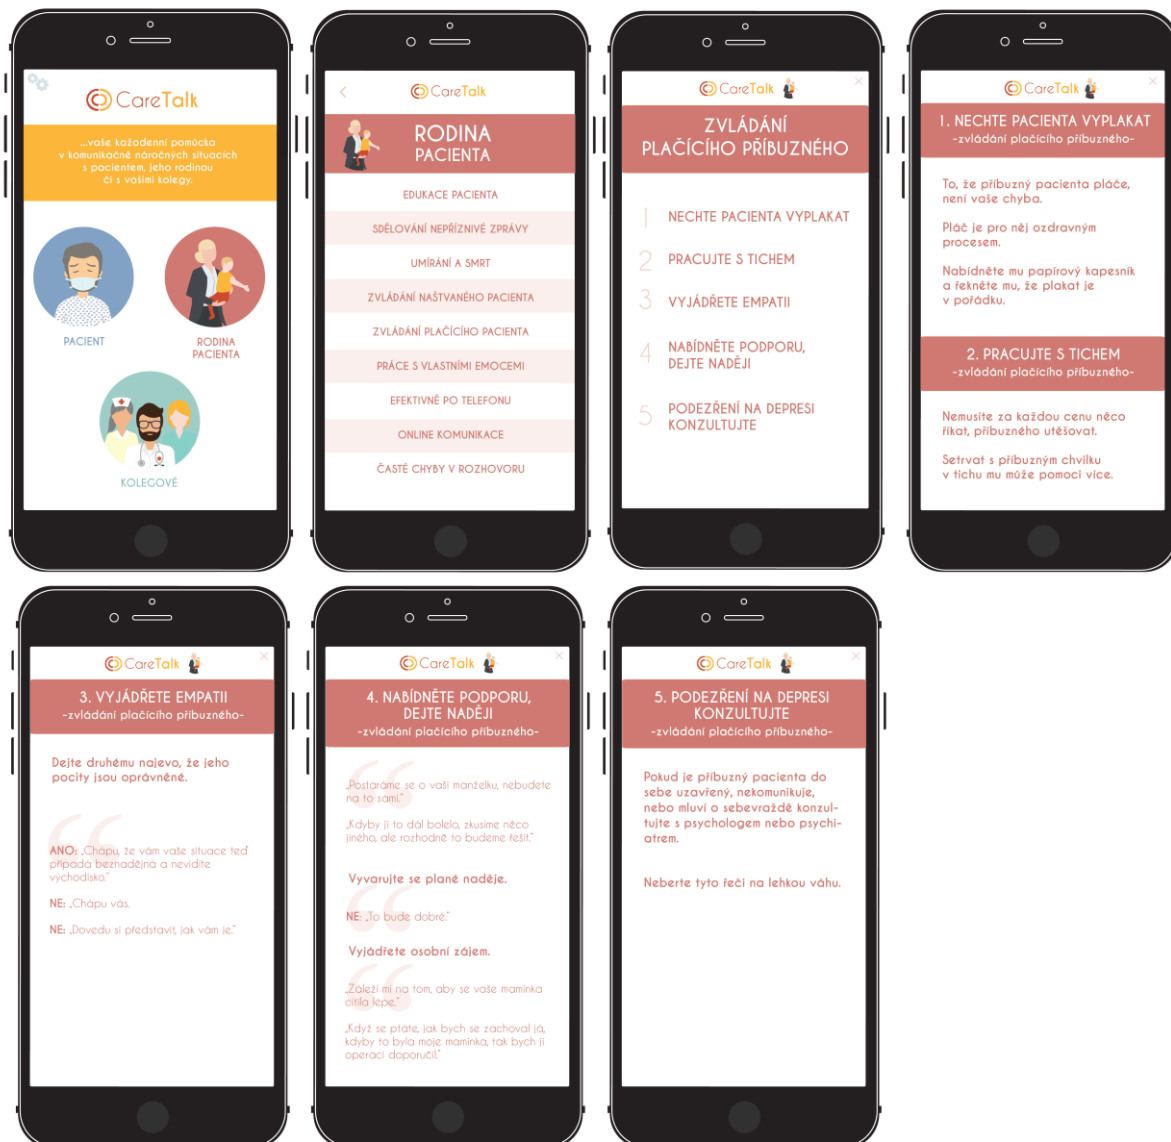 CareTalk
...vaše každodenní pomůcka
v komunikačně náročných situacích
s pacientem, jeho rodinou
či s vašimi kolegy.
PACIENT
RODINA
PACIENTA
KOLEGOVÉ
CareTalk
RODINA
PACIENTA
EDUKACE PACIENTA
SDĚLOVÁNÍ NEPŘÍZNIVÉ ZPRÁVY
UMÍRÁNÍ A SMRT
ZVLÁDÁNÍ NAŠTVANÉHO PACIENTA
ZVLÁDÁNÍ PLAČÍCÍHO PACIENTA
PRÁCE S VLASTNÍMI EMOCEMI
EFEKTIVNĚ PO TELEFONU
ONLINE KOMUNIKACE
ČASTÉ CHYBY V ROZHOVORU
CareTalk
ZVLÁDÁNÍ
PLAČÍCÍHO PŘÍBUZNÉHO
1 NECHTE PACIENTA VYPLAKAT
2 PRACUJTE S TICHEM
3 VYJÁDŘETE EMPATII
4 NABÍDNĚTE PODPORU,
DEJTE NADĚJI
5 PODEZŘENÍ NA DEPRESI
KONZULTUJTE
CareTalk
1. NECHTE PACIENTA VYPLAKAT
-zvládání plačícího příbuzného-
To, že příbuzný pacienta pláče,
není vaše chyba.
Pláč je pro něj ozdravným
procesem.
Nabídněte mu papírový kapesník
a řekněte mu, že plakat je
v pořádku.
2. PRACUJTE S TICHEM
-zvládání plačícího příbuzného-
Nemusíte za každou cenu něco
říkat, příbuzného utěšovat.
Setrvat s příbuzným chvilku
v tichu mu může pomoci více.
CareTalk
3. VYJÁDŘETE EMPATII
-zvládání plačícího příbuzného-
Dejte druhému najevo, že jeho
pocity jsou oprávněné.
ANO: „Chápu, že vám vaše situace teď
připadá beznadějná a nevidíte
východisko."
NE: „Chápu vás.
NE: „Dovedu si představit, jak vám je."
CareTalk
4. NABÍDNĚTE PODPORU,
DEJTE NADĚJI
-zvládání plačícího příbuzného-
„Postaráme se o vaši manželku, nebudete
na to sami."
„Kdyby ji to dál bolelo, zkusíme něco
jiného, ale rozhodně to budeme řešit."
Vyvarujte se plané naděje.
NE: „To bude dobré."
Vyjádřete osobní zájem.
„Záleží mi na tom, aby se vaše maminka
cítila lépe."
„Když se ptáte, jak bych se zachoval já,
kdyby to byla moje maminka, tak bych ji
operaci doporučil."
CareTalk
5. PODEZŘENÍ NA DEPRESI
KONZULTUJTE
-zvládání plačícího příbuzného-
Pokud je příbuzný pacienta do
sebe uzavřený, nekomunikuje,
nebo mluví o sebevraždě konzul-
tujte s psychologem nebo psychi-
atrem.
Neberte tyto řeči na lehkou váhu.